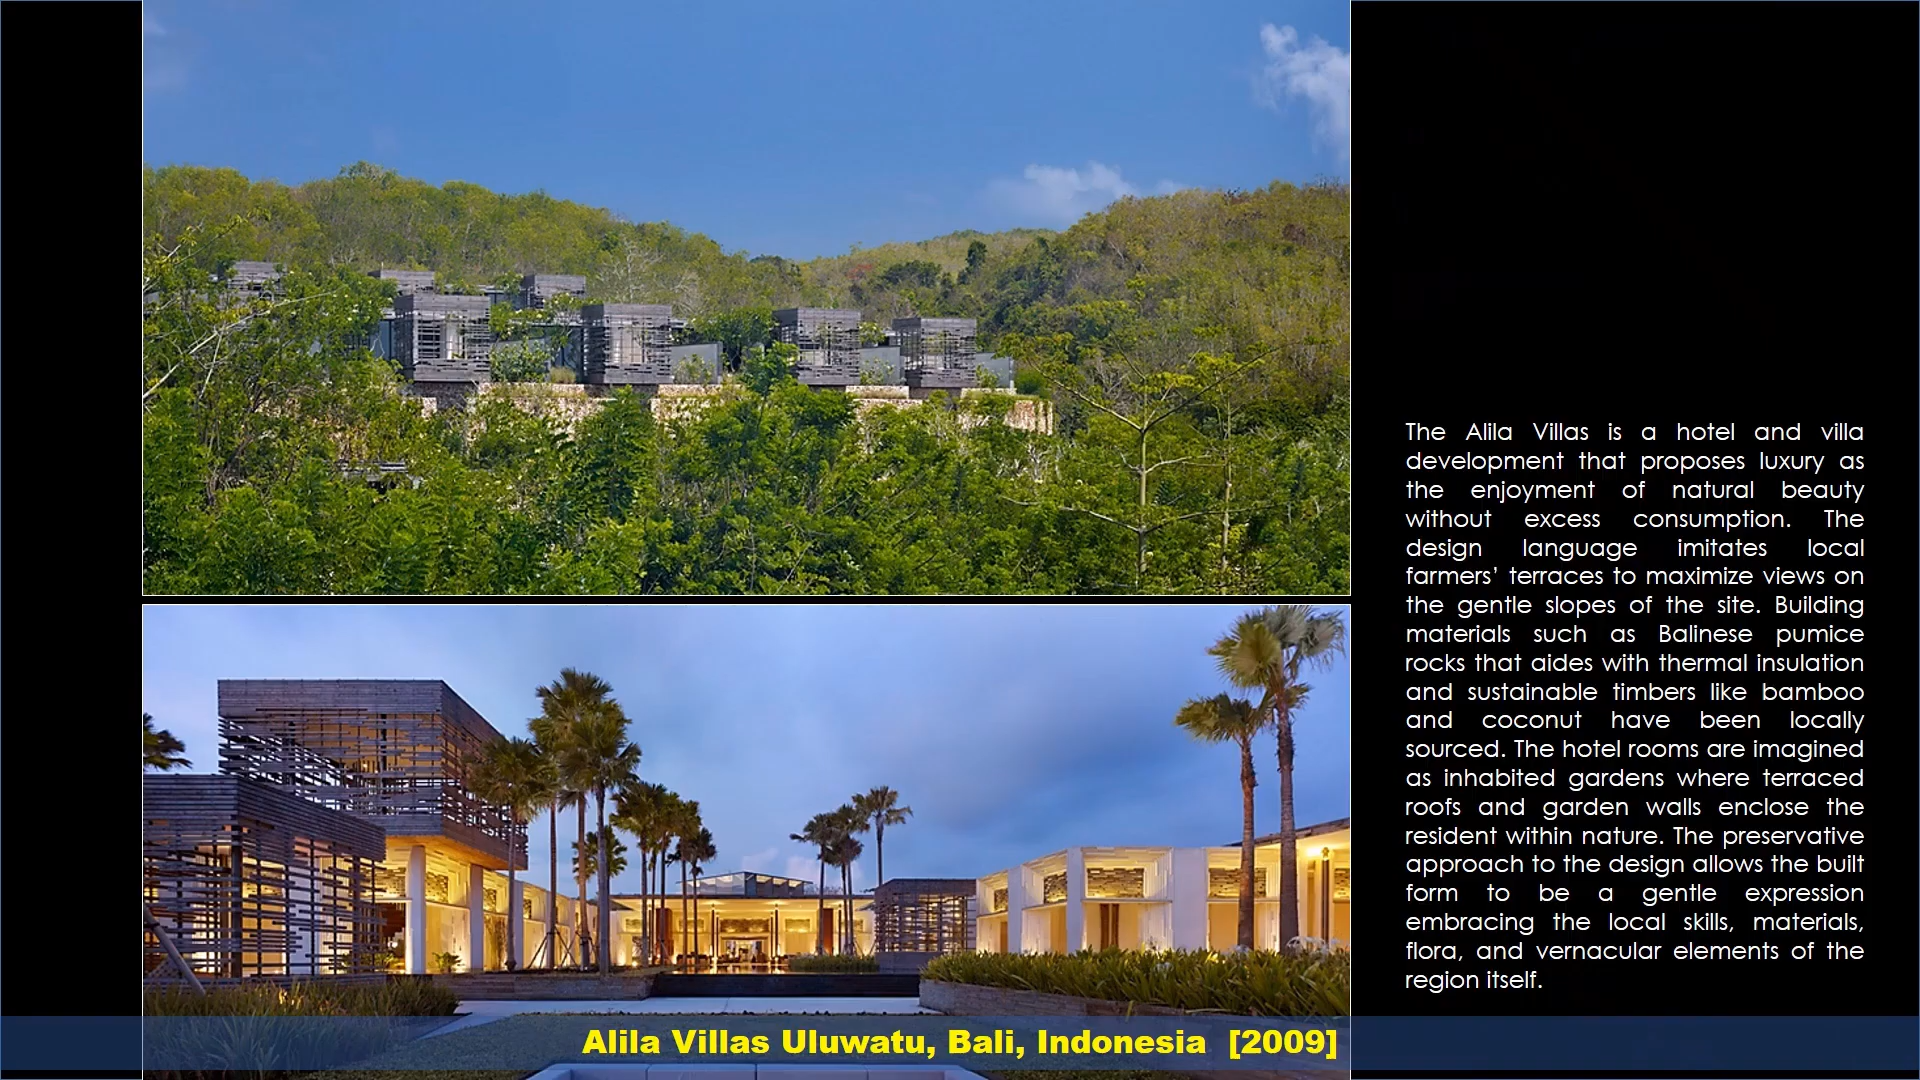 The Alila Villas is a hotel and villa
development that proposes luxury as
the enjoyment of natural beauty
without excess consumption. The
design language imitates local
farmers’ terraces to maximize views on
the gentle slopes of the site. Building
materials such as Balinese pumice
rocks that aides with thermal insulation
and sustainable timbers like bamboo
and coconut have been locally
sourced. The hotel rooms are imagined
as inhabited gardens where terraced
roofs and garden walls enclose the
resident within nature. The preservative
approach to the design allows the built
form to be a gentle expression
embracing the local skills, materials,
flora, and vernacular elements of the
region itself.
Alila Villas Uluwatu, Bali, Indonesia [2009]